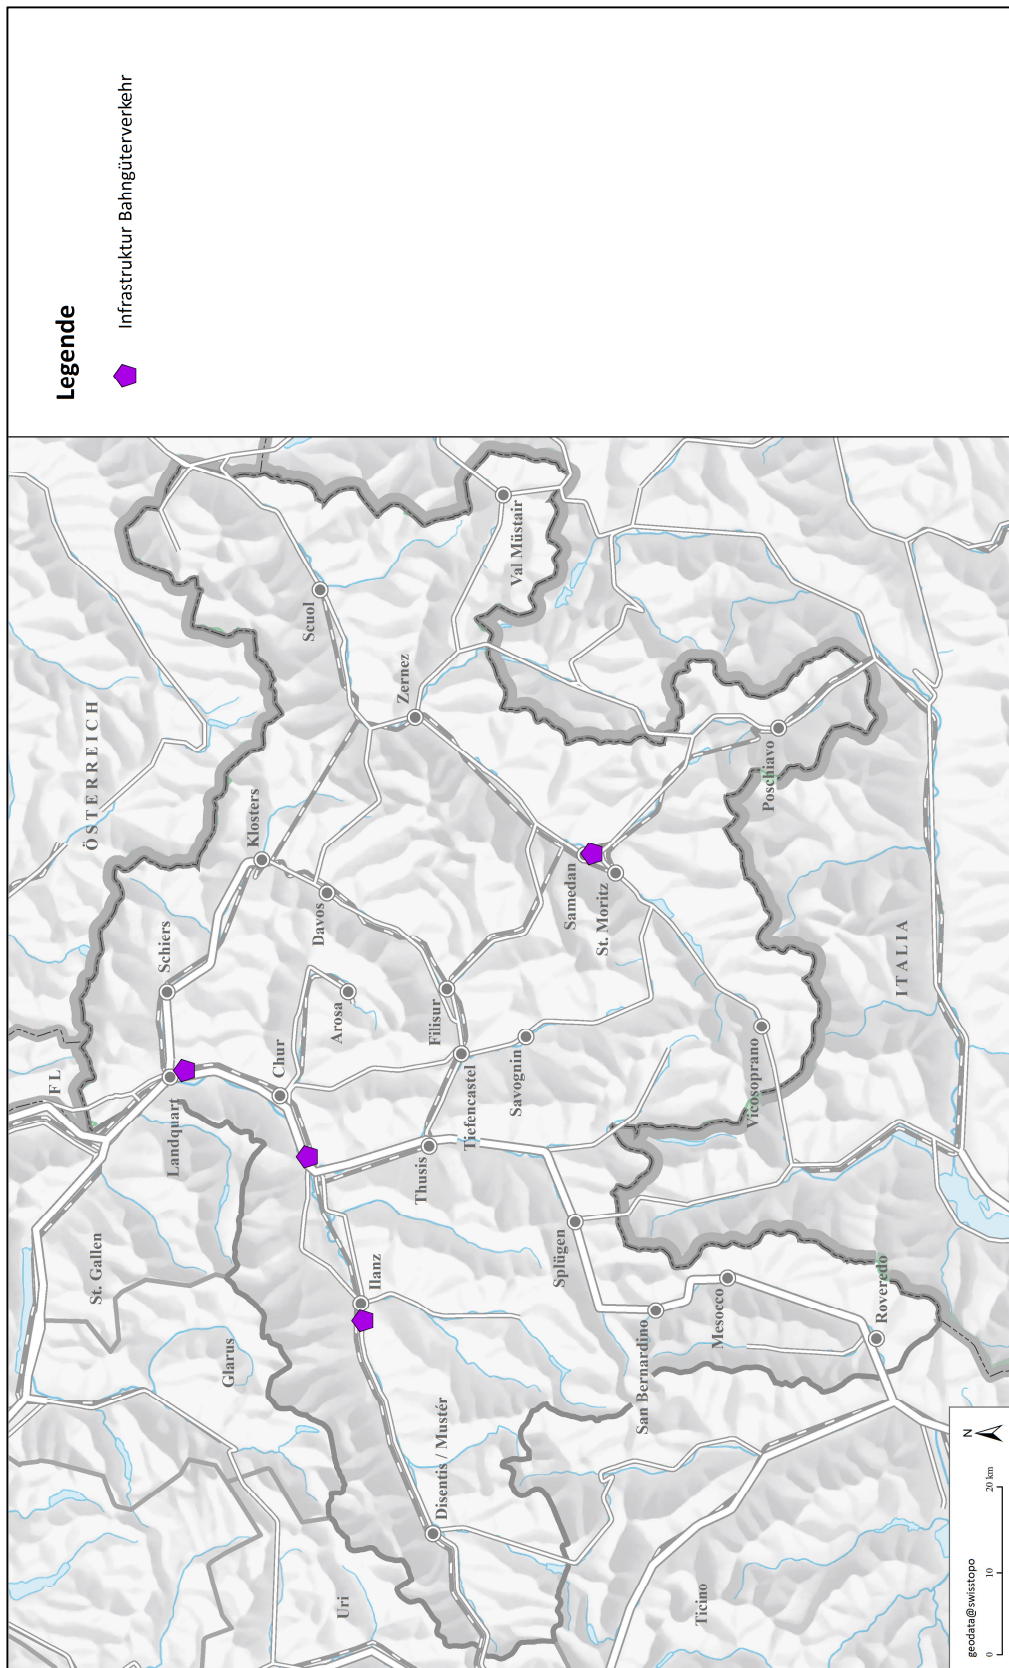 Legende
Infrastruktur Bahngüterverkehr
ÖSTERREICH
FL
St. Gallen
Glarus
Uri
Ticino
ITALIA
Landquart
Schiers
Klosters
Scuol
Chur
Arosa
Davos
Zernez
Val Müstair
Ilanz
Disentis / Mustér
Thusis
Tiefencastel
Filisur
Savognin
Samedan
St. Moritz
Splügen
San Bernardino
Mesocco
Roveredo
Vicosoprano
Poschiavo
geodata@swisstopo
N
0 10 20 km